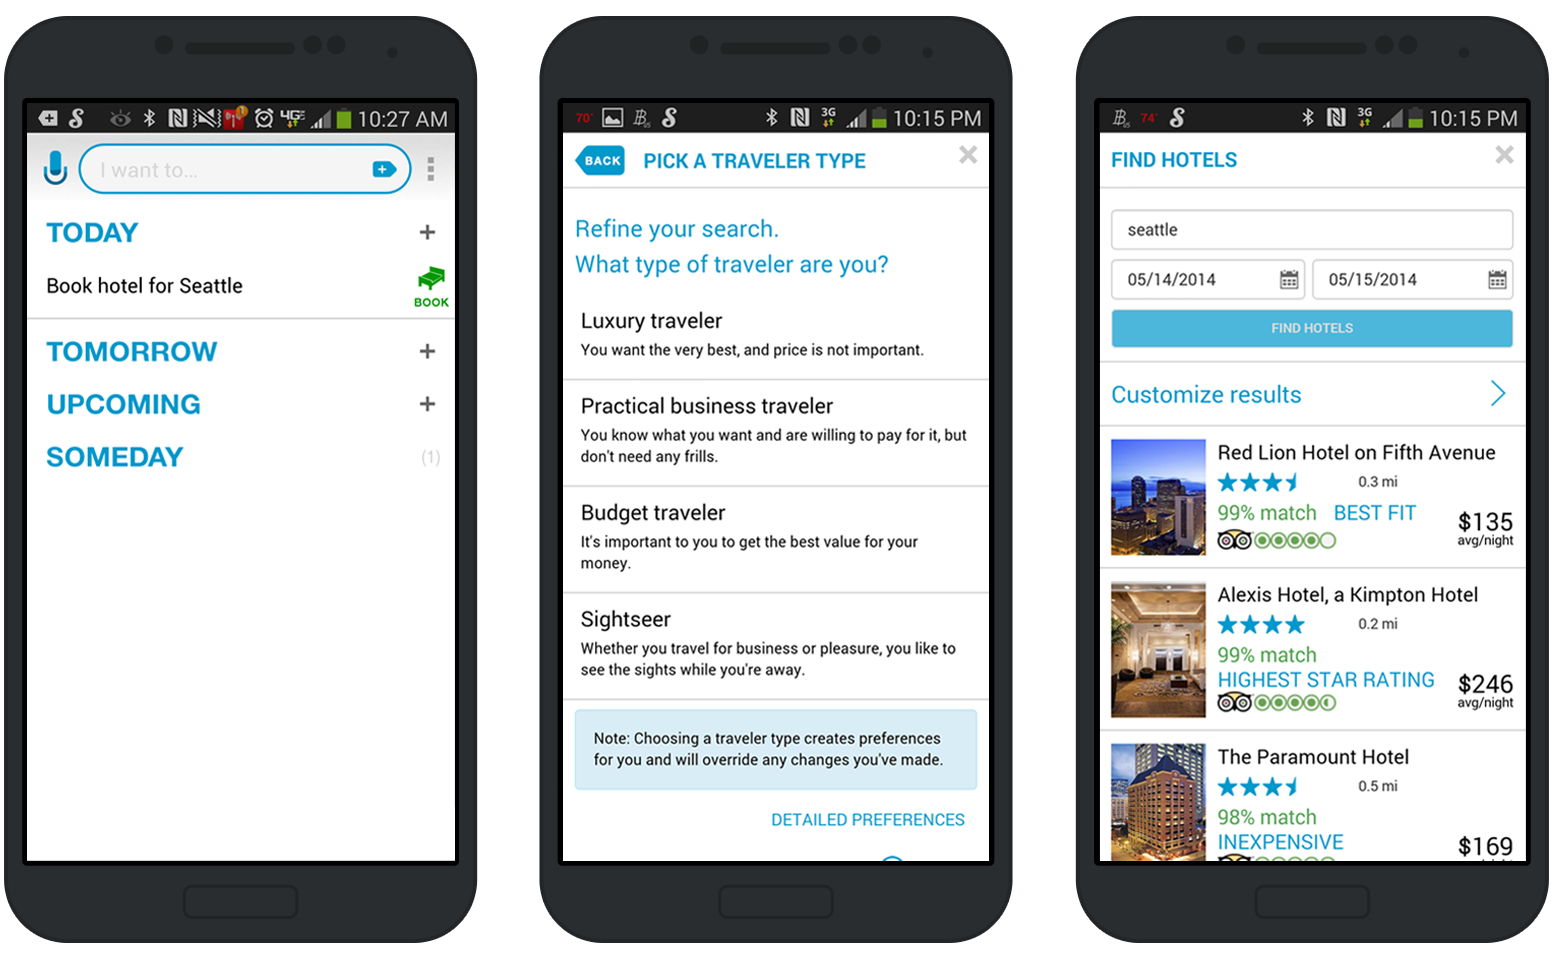 4G
10:27 AM
I want to...
TODAY
+
Book hotel for Seattle
BOOK
TOMORROW
+
UPCOMING
+
SOMEDAY
(1)
70°
3G
10:15 PM
BACK
PICK A TRAVELER TYPE
Refine your search.
What type of traveler are you?
Luxury traveler
You want the very best, and price is not important.
Practical business traveler
You know what you want and are willing to pay for it, but
don't need any frills.
Budget traveler
It's important to you to get the best value for your
money.
Sightseer
Whether you travel for business or pleasure, you like to
see the sights while you're away.
Note: Choosing a traveler type creates preferences
for you and will override any changes you've made.
DETAILED PREFERENCES
74°
3G
10:15 PM
FIND HOTELS
seattle
05/14/2014
05/15/2014
FIND HOTELS
Customize results
Red Lion Hotel on Fifth Avenue
0.3 mi
99% match BEST FIT
$135
avg/night
Alexis Hotel, a Kimpton Hotel
0.2 mi
99% match
HIGHEST STAR RATING
$246
avg/night
The Paramount Hotel
0.5 mi
98% match
INEXPENSIVE
$169